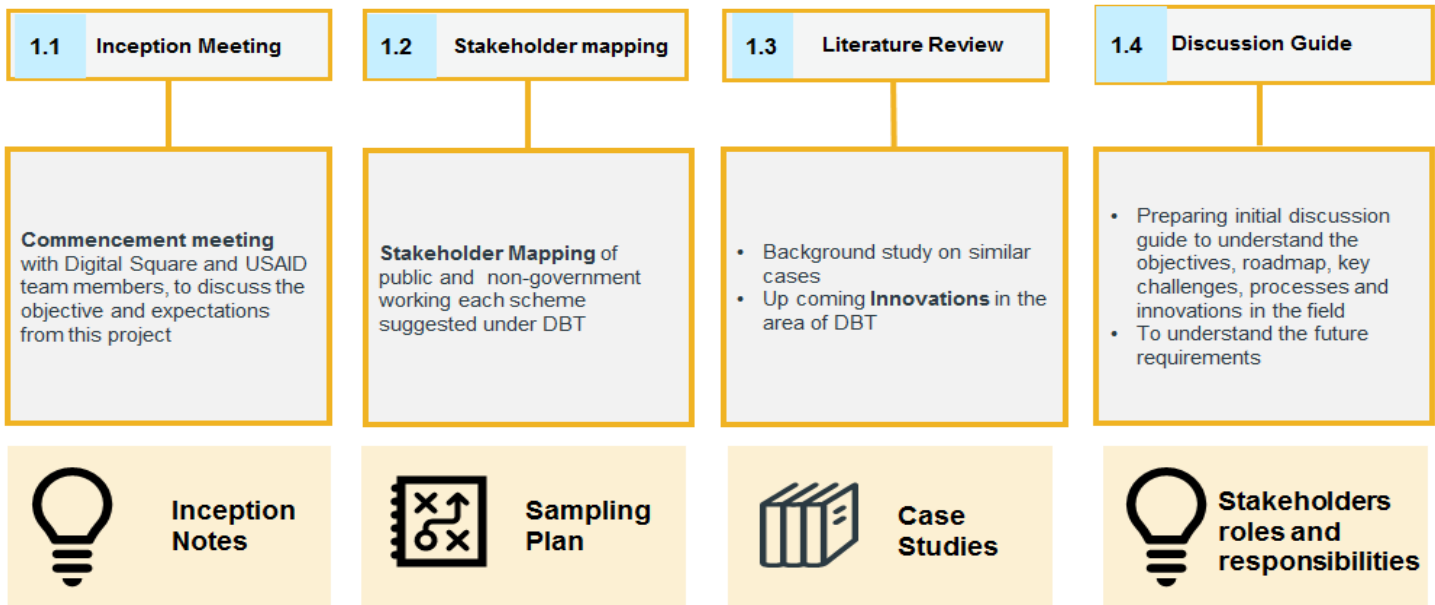 1.1 Inception Meeting
Commencement meeting
with Digital Square and USAID
team members, to discuss the
objective and expectations
from this project
Inception
Notes
1.2 Stakeholder mapping
Stakeholder Mapping of
public and non-government
working each scheme
suggested under DBT
Sampling
Plan
1.3 Literature Review
• Background study on similar
cases
• Up coming Innovations in the
area of DBT
Case
Studies
1.4 Discussion Guide
• Preparing initial discussion
guide to understand the
objectives, roadmap, key
challenges, processes and
innovations in the field
• To understand the future
requirements
Stakeholders
roles and
responsibilities